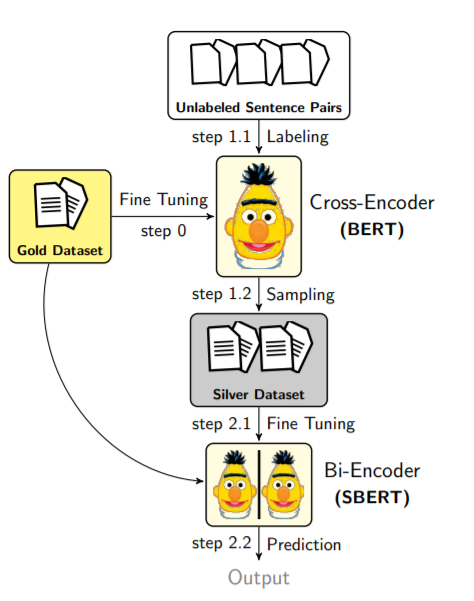 Unlabeled Sentence Pairs
step 1.1 Labeling
Fine Tuning
step 0
Gold Dataset
Cross-Encoder
(BERT)
step 1.2 Sampling
Silver Dataset
step 2.1 Fine Tuning
Bi-Encoder
(SBERT)
step 2.2 Prediction
Output